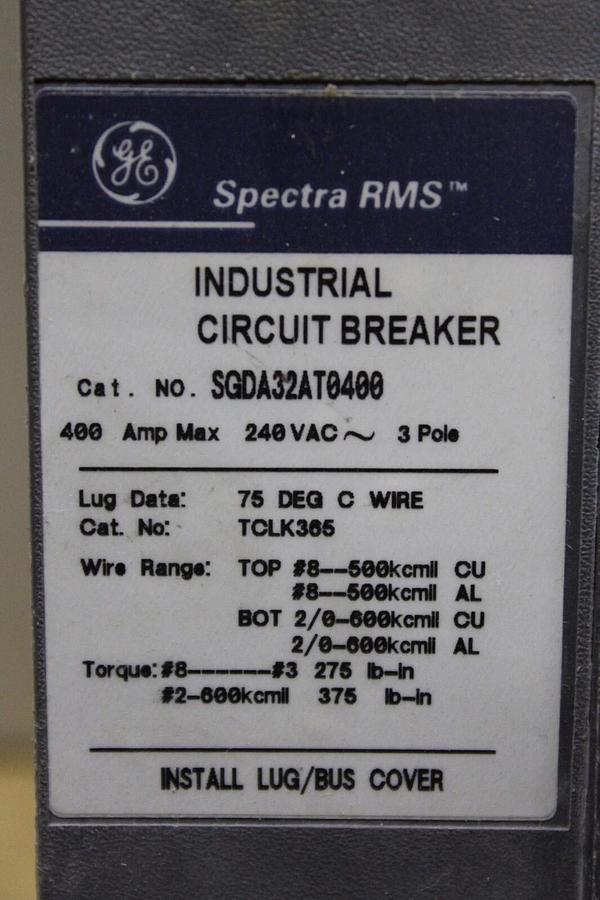 GE
Spectra RMS™
INDUSTRIAL
CIRCUIT BREAKER
Cat. NO. SGDA32AT0400
400 Amp Max 240VAC～ 3 Pole
Lug Data: 75 DEG C WIRE
Cat. No: TCLK365
Wire Range: TOP #8--500kcmil CU
#8--500kcmil AL
BOT 2/0-600kcmil CU
2/0-600kcmil AL
Torque:#8------#3 275 lb-in
#2-600kcmil 375 lb-in
INSTALL LUG/BUS COVER